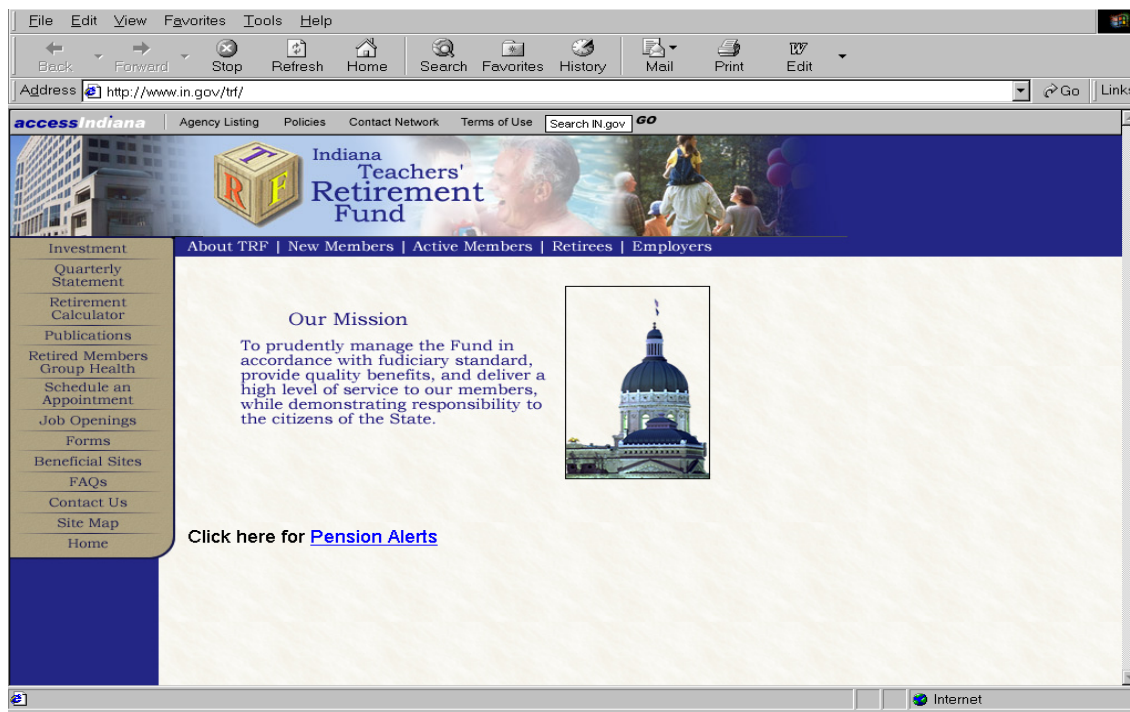 File Edit View Favorites Tools Help
Back Forward Stop Refresh Home Search Favorites History Mail Print Edit
Address http://www.in.gov/trf/ Go Links
accessIndiana Agency Listing Policies Contact Network Terms of Use Search IN.gov GO
T R F
Indiana
Teachers'
Retirement
Fund
About TRF | New Members | Active Members | Retirees | Employers
Investment
Quarterly
Statement
Retirement
Calculator
Publications
Retired Members
Group Health
Schedule an
Appointment
Job Openings
Forms
Beneficial Sites
FAQs
Contact Us
Site Map
Home
Our Mission
To prudently manage the Fund in
accordance with fudiciary standard,
provide quality benefits, and deliver a
high level of service to our members,
while demonstrating responsibility to
the citizens of the State.
Click here for Pension Alerts
Internet